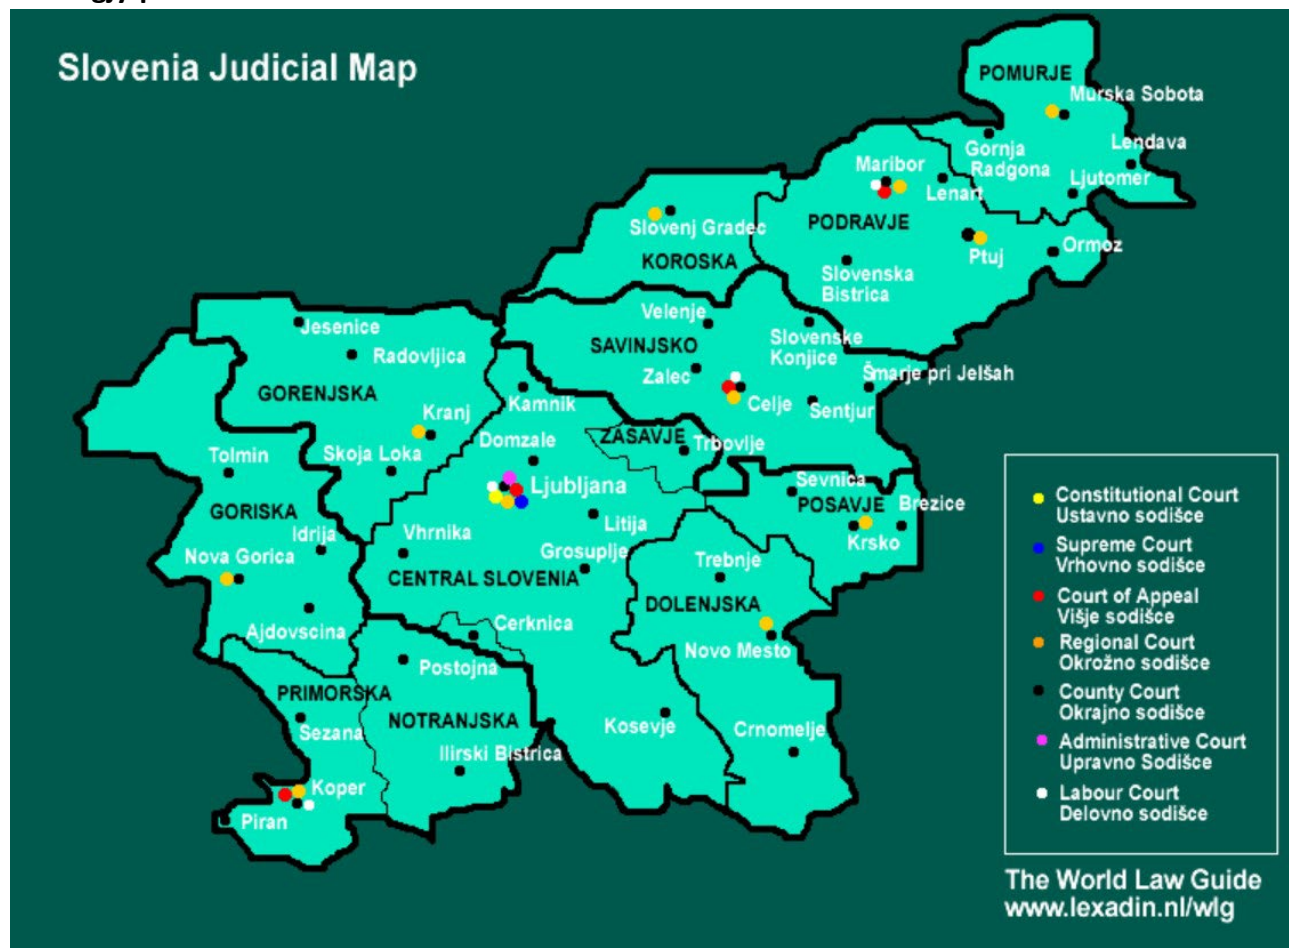 Slovenia Judicial Map
POMURJE
Murska Sobota
Gornja
Radgona
Lendava
Ljutomer
Maribor
Lenart
PODRAVJE
Ptuj
Ormoz
Slovenska
Bistrica
Slovenj Gradec
KOROSKA
Velenje
SAVINJSKO
Slovenske
Konjice
Zalec
Šmarje pri Jelšah
Celje
Sentjur
Jesenice
Radovljica
GORENJSKA
Kranj
Skoja Loka
Kamnik
Domzale
ZASAVJE
Trbovlje
Tolmin
GORISKA
Idrija
Nova Gorica
Ajdovscina
Ljubljana
Litija
Vhrnika
Grosuplje
CENTRAL SLOVENIA
Cerknica
Sevnica
POSAVJE
Brezice
Krsko
Trebnje
DOLENJSKA
Novo Mesto
Postojna
PRIMORSKA
NOTRANJSKA
Sezana
Ilirski Bistrica
Kosevje
Crnomelje
Koper
Piran
Constitutional Court
Ustavno sodišce
Supreme Court
Vrhovno sodišce
Court of Appeal
Višje sodišce
Regional Court
Okrožno sodišce
County Court
Okrajno sodišce
Administrative Court
Upravno Sodišce
Labour Court
Delovno sodišce
The World Law Guide
www.lexadin.nl/wlg